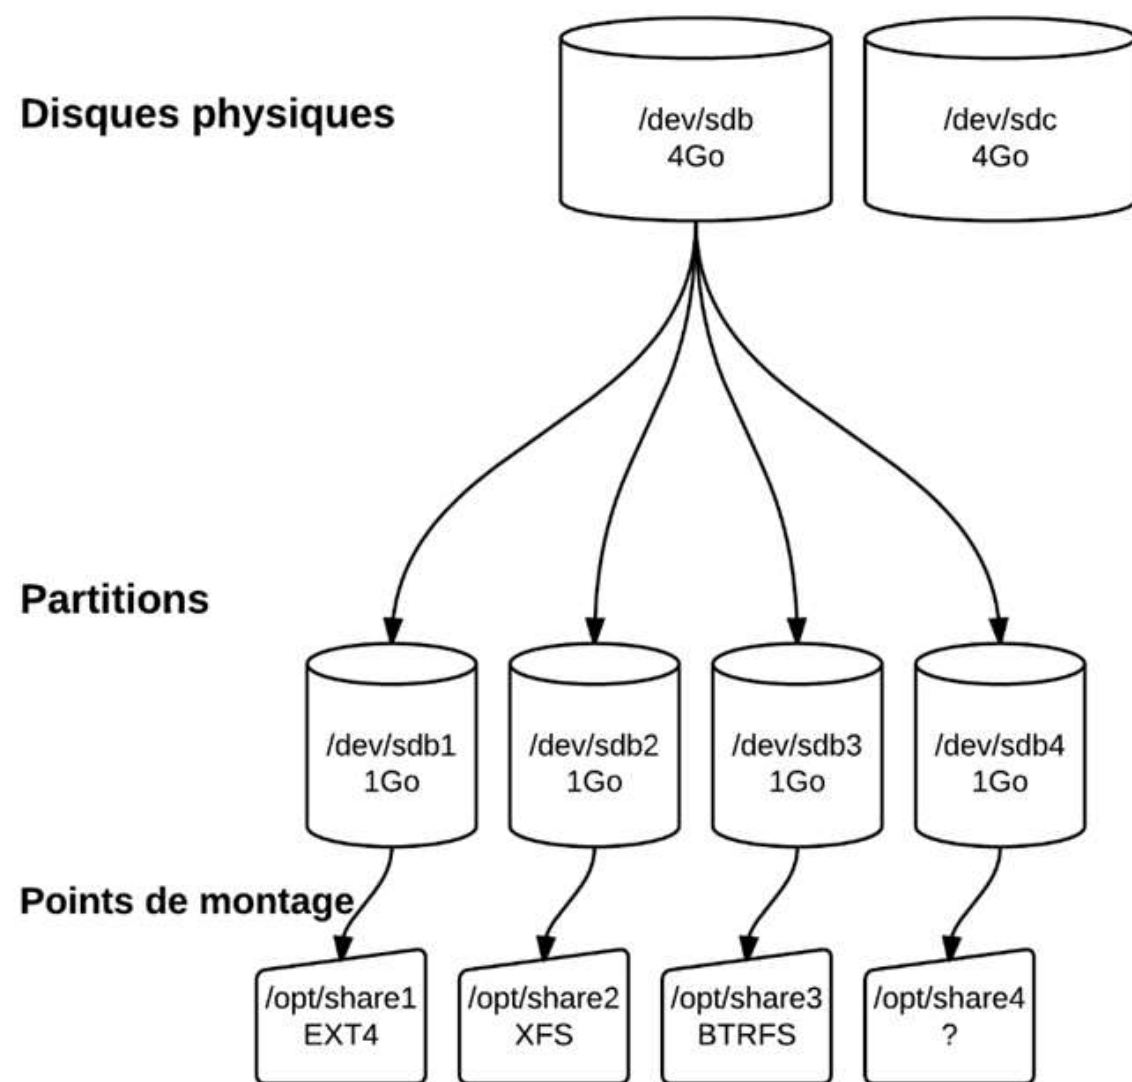 Disques physiques
/dev/sdb
4Go
/dev/sdc
4Go
Partitions
/dev/sdb1
1Go
/dev/sdb2
1Go
/dev/sdb3
1Go
/dev/sdb4
1Go
Points de montage
/opt/share1
EXT4
/opt/share2
XFS
/opt/share3
BTRFS
/opt/share4
?